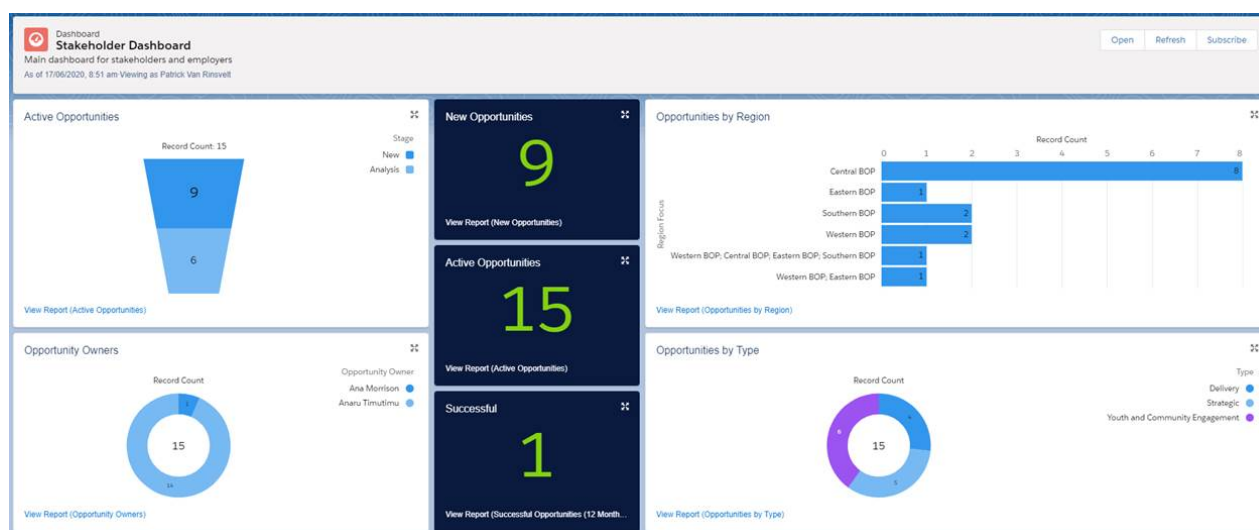 Dashboard
Stakeholder Dashboard
Main dashboard for stakeholders and employers
As of 17/06/2020, 8:51 am Viewing as Patrick Van Rinsvelt
Open Refresh Subscribe
Active Opportunities
Record Count: 15
Stage
New
Analysis
9
6
View Report (Active Opportunities)
New Opportunities
9
View Report (New Opportunities)
Active Opportunities
15
View Report (Active Opportunities)
Successful
1
View Report (Successful Opportunities (12 Month...
Opportunities by Region
Record Count
0 1 2 3 4 5 6 7 8
Region Focus
Central BOP 8
Eastern BOP 1
Southern BOP 2
Western BOP 2
Western BOP; Central BOP; Eastern BOP; Southern BOP 1
Western BOP; Eastern BOP 1
View Report (Opportunities by Region)
Opportunity Owners
Record Count
Opportunity Owner
Ana Morrison
Anaru Timutimu
1
15
14
View Report (Opportunity Owners)
Opportunities by Type
Record Count
Type
Delivery
Strategic
Youth and Community Engagement
4
15
5
6
View Report (Opportunities by Type)